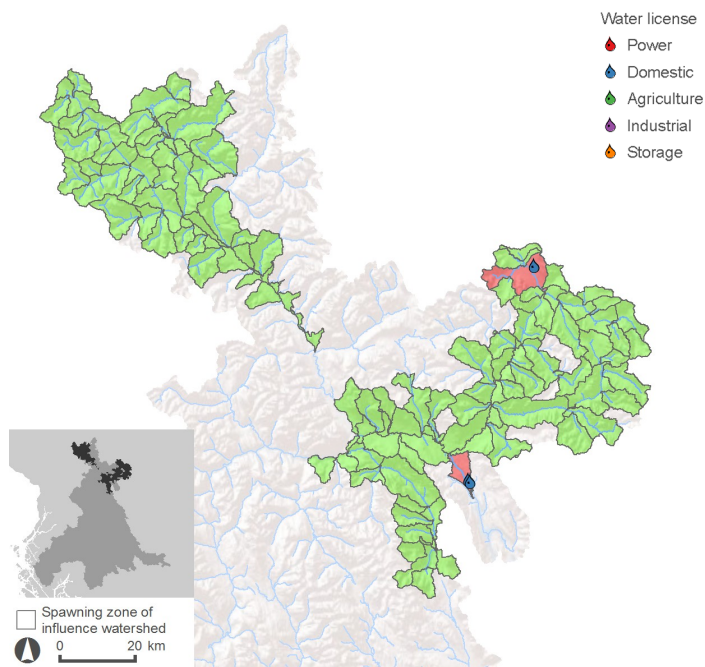 Water license
Power
Domestic
Agriculture
Industrial
Storage
Spawning zone of
influence watershed
0 20 km